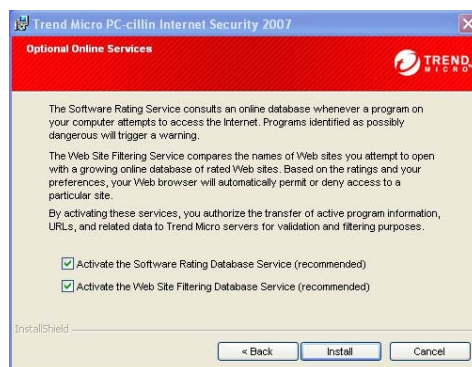 Trend Micro PC-cillin Internet Security 2007
Optional Online Services
TREND
MICRO
The Software Rating Service consults an online database whenever a program on
your computer attempts to access the Internet. Programs identified as possibly
dangerous will trigger a warning.
The Web Site Filtering Service compares the names of Web sites you attempt to open
with a growing online database of rated Web sites. Based on the ratings and your
preferences, your Web browser will automatically permit or deny access to a
particular site.
By activating these services, you authorize the transfer of active program information,
URLs, and related data to Trend Micro servers for validation and filtering purposes.
Activate the Software Rating Database Service (recommended)
Activate the Web Site Filtering Database Service (recommended)
InstallShield
< Back
Install
Cancel